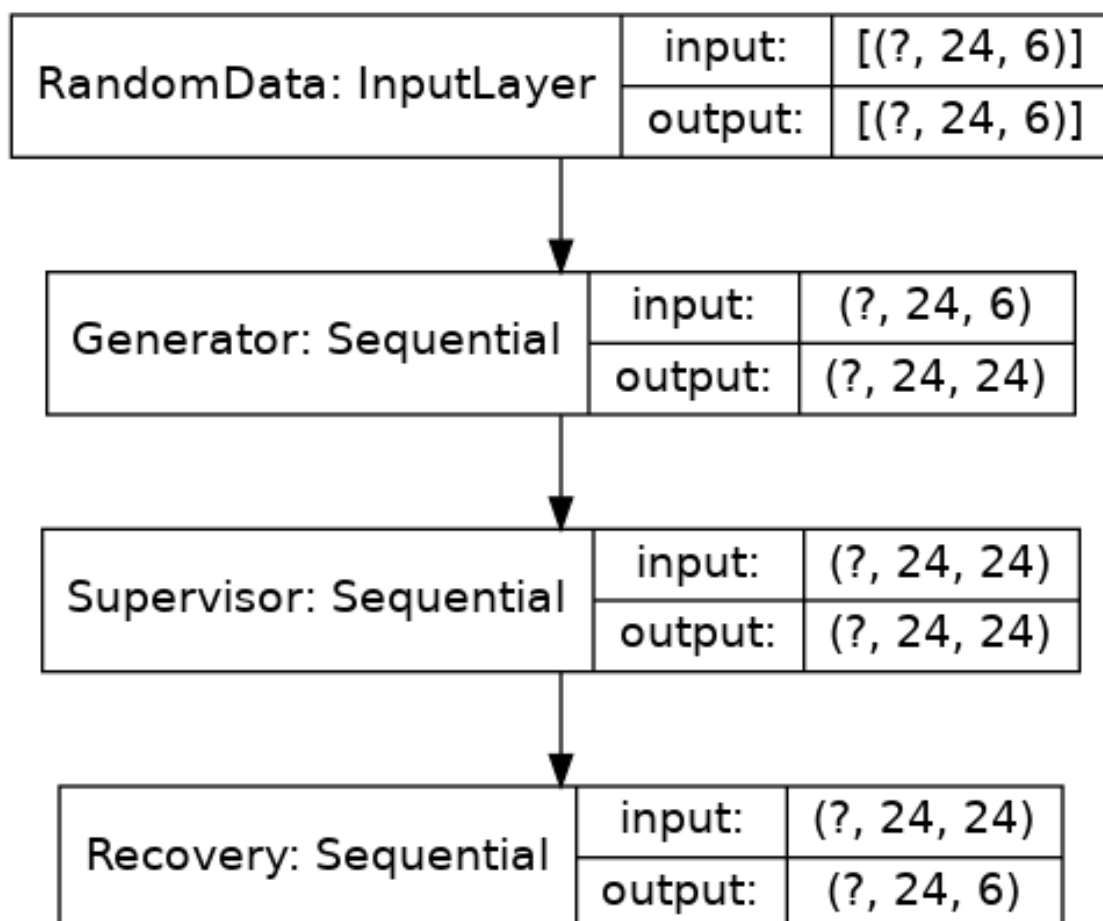 RandomData: InputLayer
input: [(?, 24, 6)]
output: [(?, 24, 6)]
Generator: Sequential
input: (?, 24, 6)
output: (?, 24, 24)
Supervisor: Sequential
input: (?, 24, 24)
output: (?, 24, 24)
Recovery: Sequential
input: (?, 24, 24)
output: (?, 24, 6)